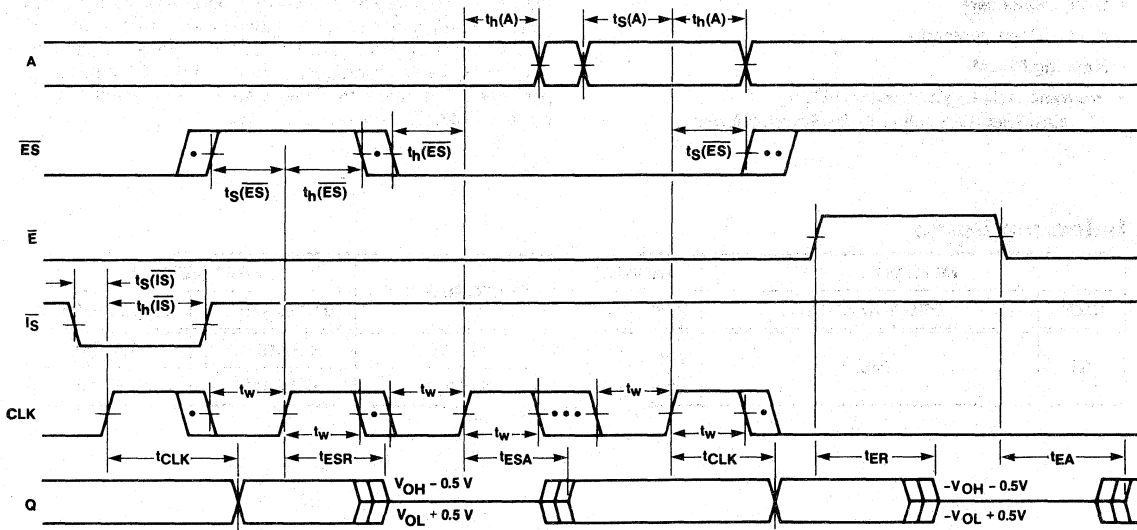 th(A) tS(A) th(A)
A
ES th(ES) tS(ES)
tS(ES) th(ES)
E
tS(IS)
th(IS)
IS
tW tW tW
CLK
tW tW tW
tCLK tESR tESA tCLK tER tEA
VOH – 0.5 V –VOH – 0.5V
Q
VOL + 0.5 V –VOL + 0.5V